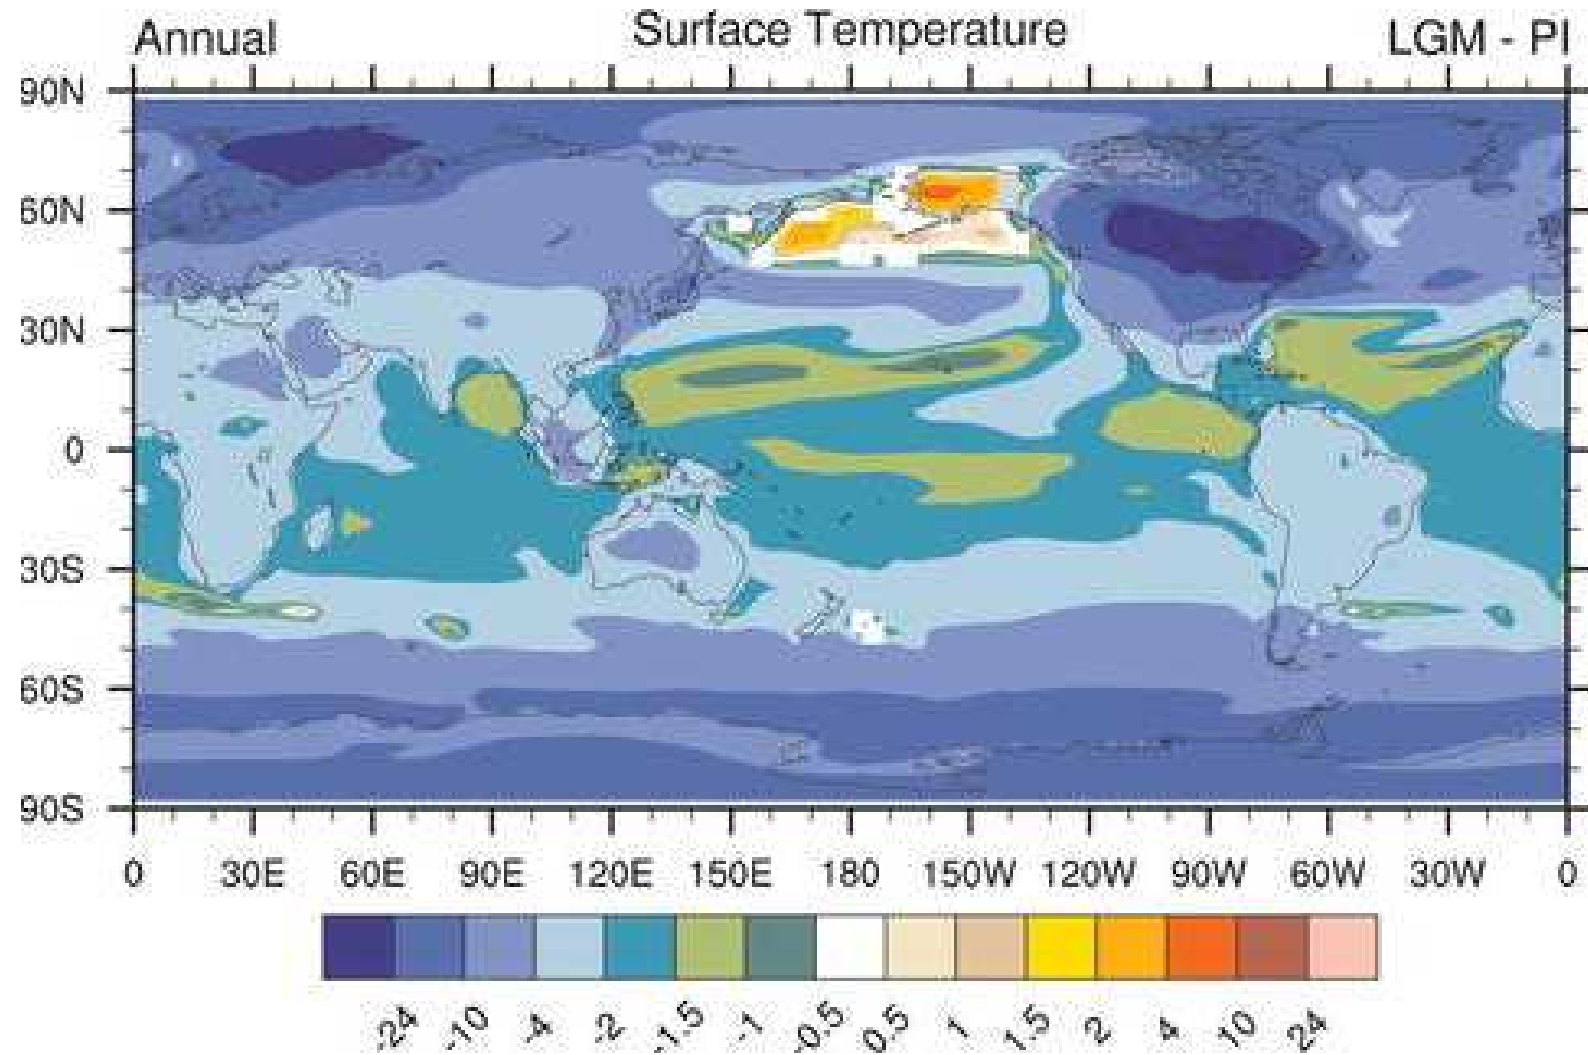 Annual Surface Temperature LGM - PI
90N
60N
30N
0
30S
60S
90S
0 30E 60E 90E 120E 150E 180 150W 120W 90W 60W 30W 0
-24 -10 -4 -2 -1.5 -1 -0.5 0.5 1 1.5 2 4 10 24